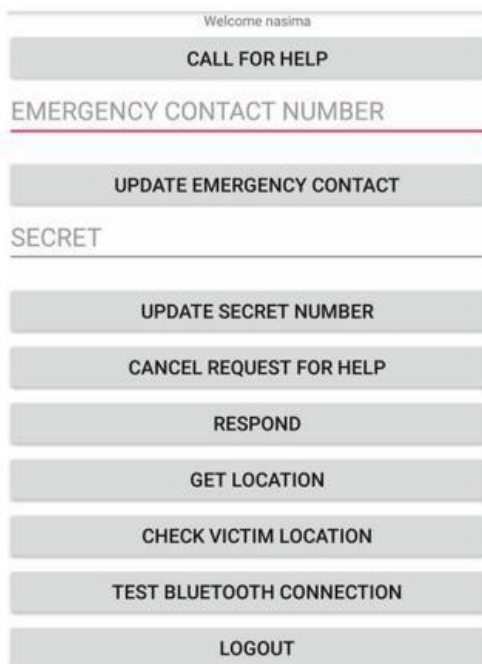 Welcome nasima
CALL FOR HELP
EMERGENCY CONTACT NUMBER
UPDATE EMERGENCY CONTACT
SECRET
UPDATE SECRET NUMBER
CANCEL REQUEST FOR HELP
RESPOND
GET LOCATION
CHECK VICTIM LOCATION
TEST BLUETOOTH CONNECTION
LOGOUT